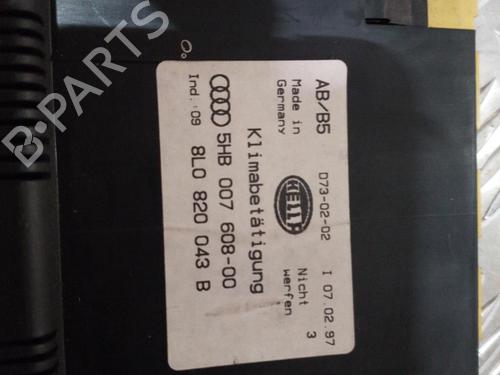 B-PARTS
0.
AB/B5
Made in
Germany
D73-02-02
I 07.02.97
HELLA
Nicht
werfen
3
Klimabetätigung
5HB 007 608-00
Ind.:09
8L0 820 043 B